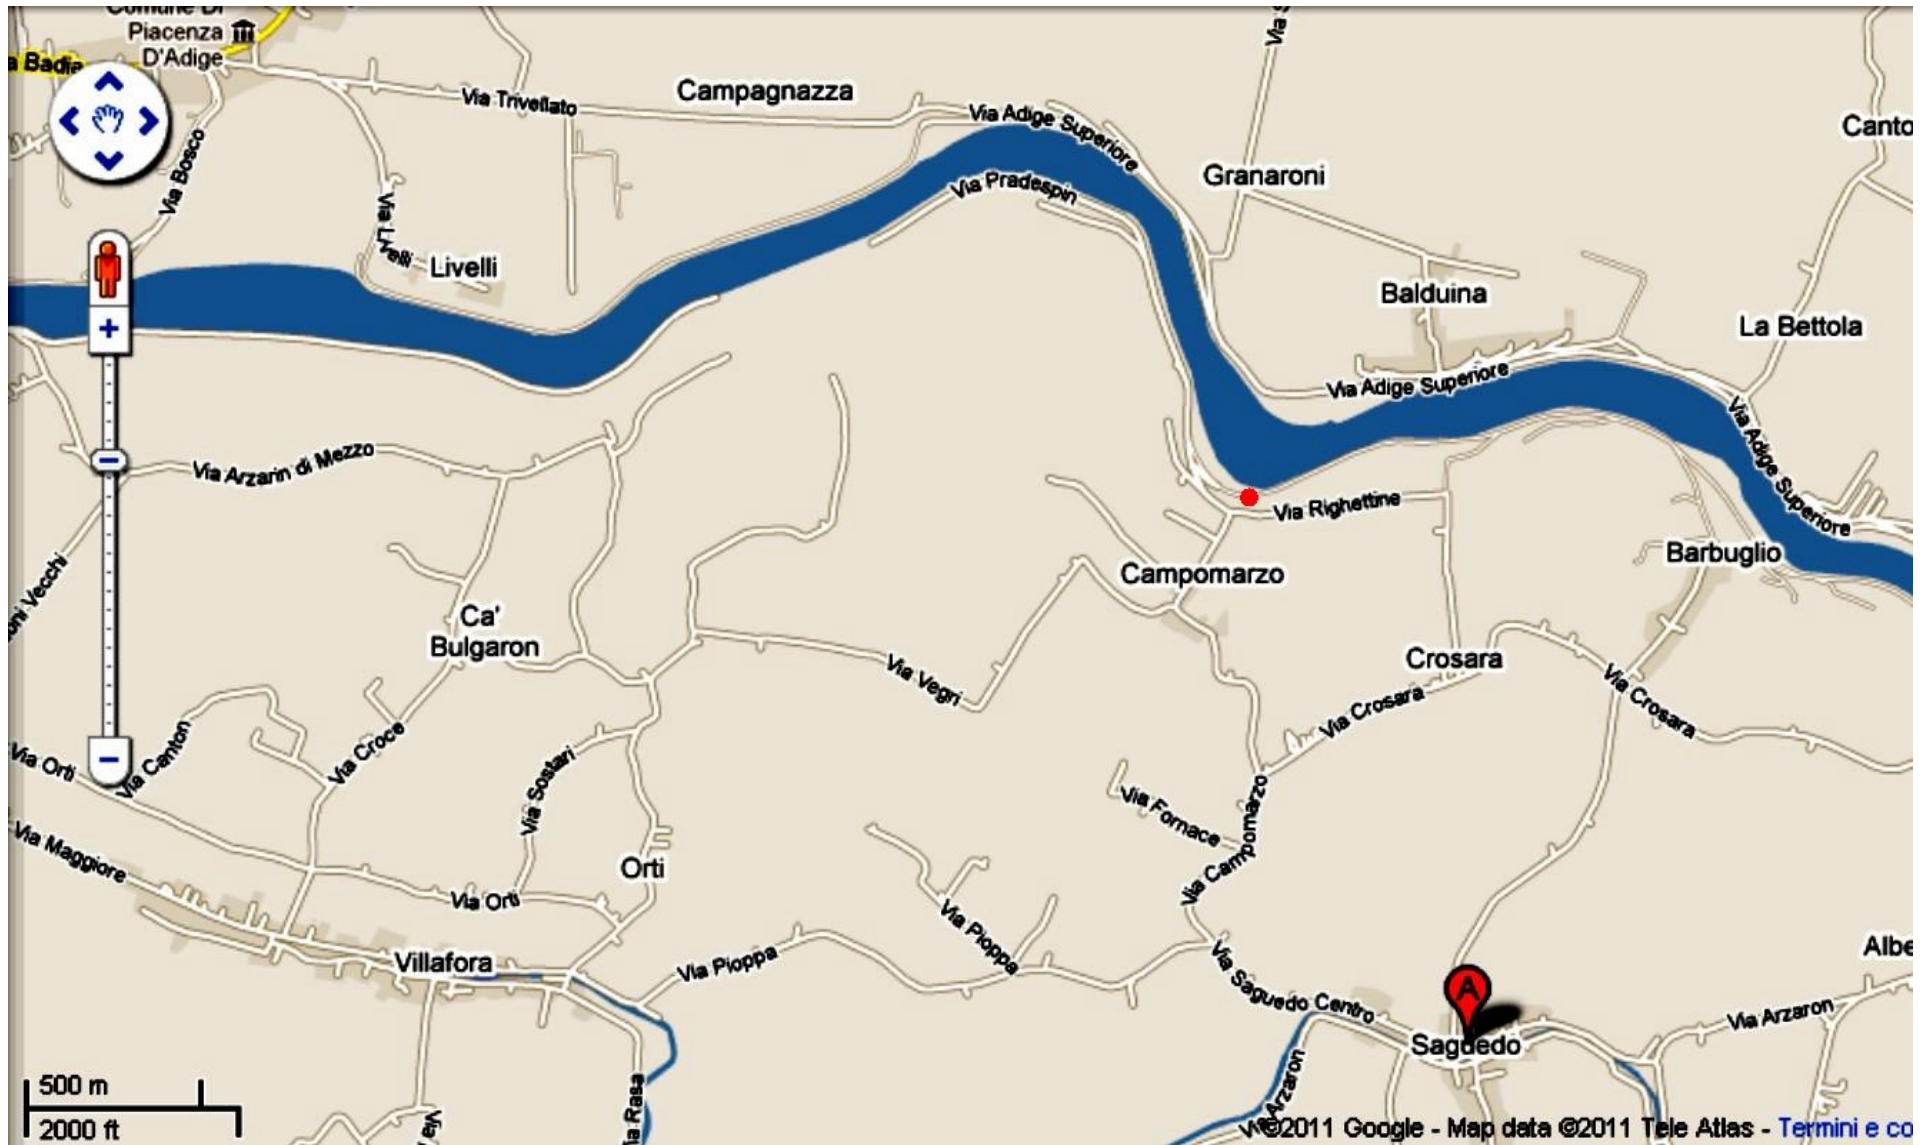 Comune Di
Piacenza
D'Adige
a Badia
Via Trivellato
Campagnazza
Via Adige Superiore
Via S
Canto
Via Bosco
Via Livelli
Livelli
Via Pradespin
Granaroni
Balduina
La Bettola
Via Adige Superiore
Via Adige Superiore
Via Arzarin di Mezzo
Via Righettine
Barbuglio
Campomarzo
oni Vecchi
Ca'
Bulgaron
Via Vegri
Crosara
Via Crosara
Via Crosara
Via Orti
Via Canton
Via Croce
Via Sostari
Via Fornace
Via Campomarzo
Via Maggiore
Orti
Via Orti
Via Pioppa
Villafora
Via Pioppa
Via Saguedo Centro
Albe
A
Saguedo
Via Arzaron
Via Arzaron
ia Rasa
Via
500 m
2000 ft
©2011 Google - Map data ©2011 Tele Atlas - Termini e co